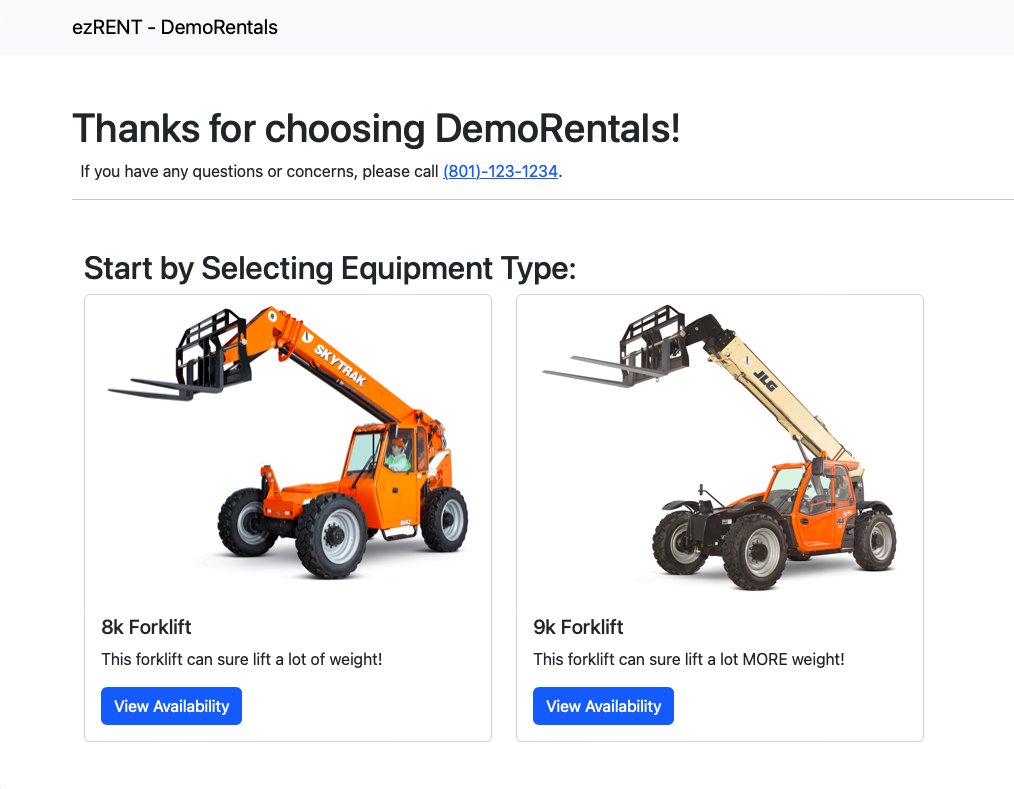 ezRENT - DemoRentals
Thanks for choosing DemoRentals!
If you have any questions or concerns, please call (801)-123-1234.
Start by Selecting Equipment Type:
SKYTRAK
8042
JLG
JLG
8k Forklift
9k Forklift
This forklift can sure lift a lot of weight!
This forklift can sure lift a lot MORE weight!
View Availability
View Availability